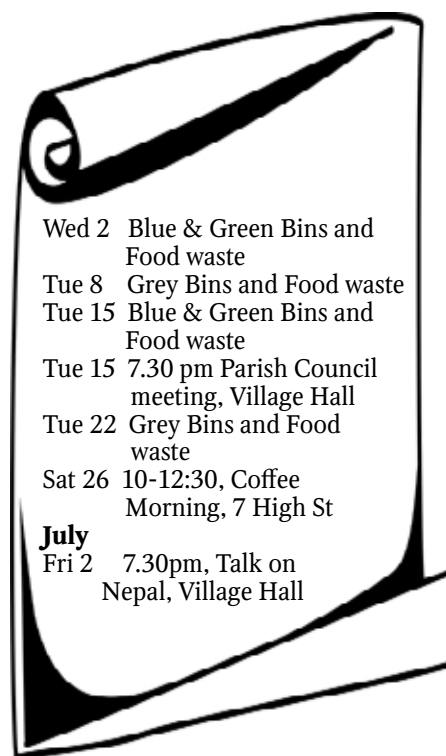 Wed 2 Blue & Green Bins and
Food waste
Tue 8 Grey Bins and Food waste
Tue 15 Blue & Green Bins and
Food waste
Tue 15 7.30 pm Parish Council
meeting, Village Hall
Tue 22 Grey Bins and Food
waste
Sat 26 10-12:30, Coffee
Morning, 7 High St
July
Fri 2 7.30pm, Talk on
Nepal, Village Hall